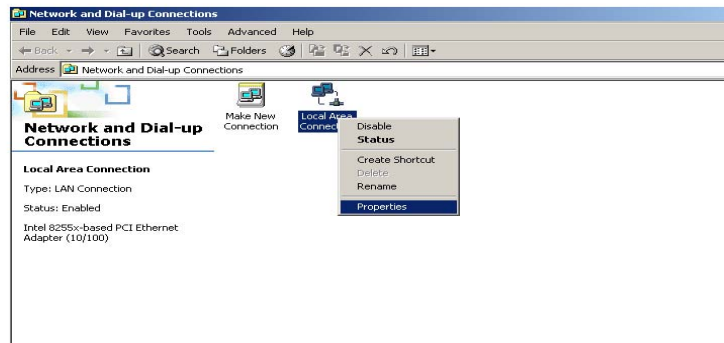 Network and Dial-up Connections
File Edit View Favorites Tools Advanced Help
Back Search Folders
Address Network and Dial-up Connections
Make New
Connection
Local Area
Network and Dial-up
Connections
Disable
Status
Create Shortcut
Delete
Rename
Properties
Local Area Connection
Type: LAN Connection
Status: Enabled
Intel 8255x-based PCI Ethernet
Adapter (10/100)